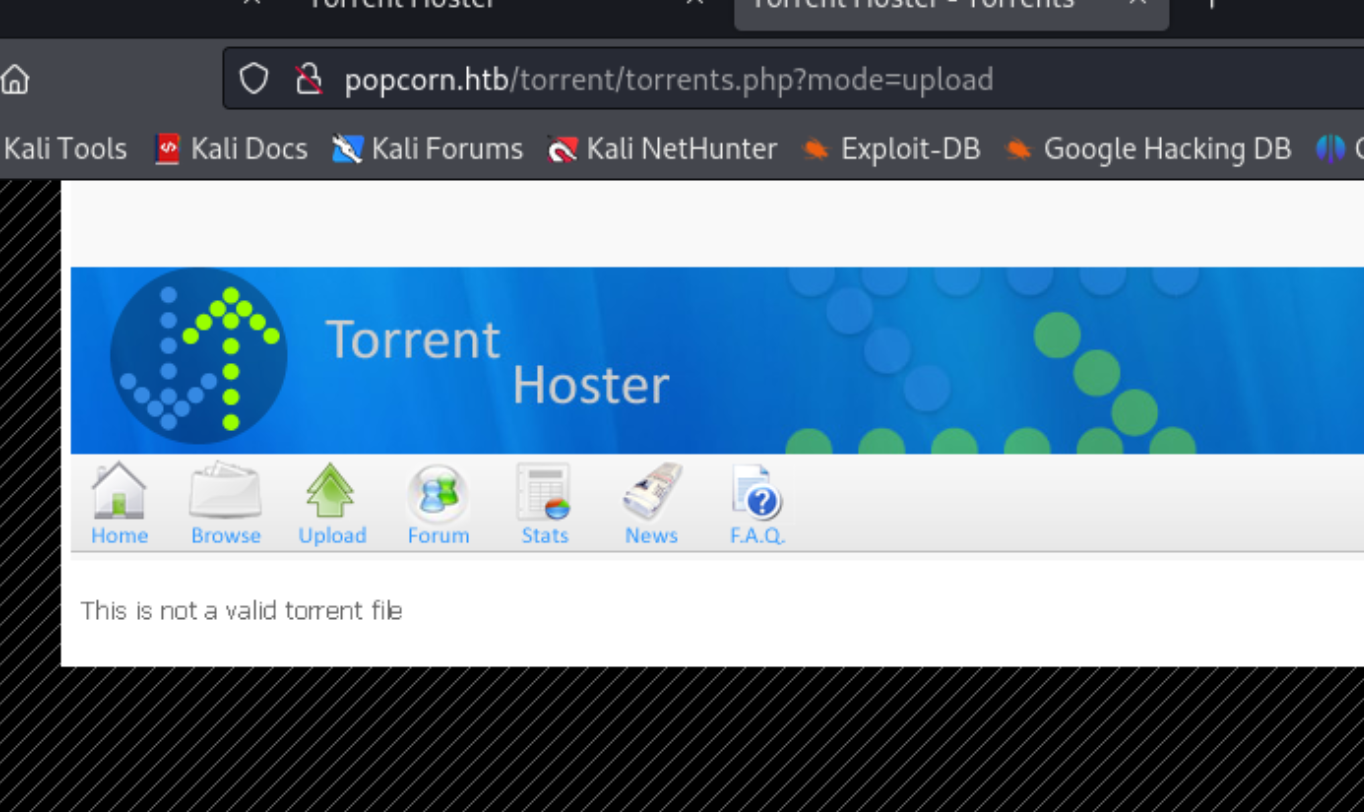 Torrent Hoster
Torrent Hoster - Torrents
popcorn.htb/torrent/torrents.php?mode=upload
Kali Tools Kali Docs Kali Forums Kali NetHunter Exploit-DB Google Hacking DB
Torrent
Hoster
Home Browse Upload Forum Stats News F.A.Q.
This is not a valid torrent file